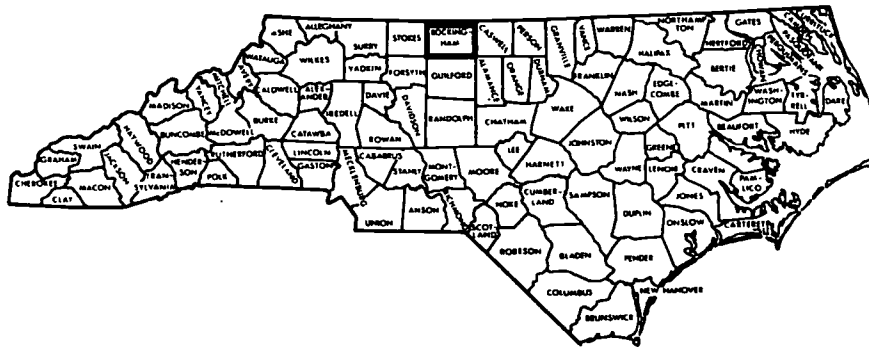 ASHE
ALLEGHANY
SURRY
STOKES
ROCKING-
HAM
CASWELL
PERSON
GRANVILLE
VANCE
WARREN
NORTHAMP
TON
GATES
HERTFORD
HALIFAX
BERTIE
WILKES
YADKIN
FORSYTH
GUILFORD
ALAMANCE
ORANGE
DURHAM
FRANKLIN
NASH
EDGE-
COMBE
MARTIN
WASH-
INGTON
TYR-
RELL
DARE
CALDWELL
ALEX-
ANDER
IREDELL
DAVIE
DAVIDSON
RANDOLPH
CHATHAM
WAKE
WILSON
PITT
BEAUFORT
HYDE
MADISON
YANCEY
MITCHELL
BURKE
CATAWBA
ROWAN
LEE
JOHNSTON
GREENE
BUNCOMBE
McDOWELL
LINCOLN
CABARRUS
STANLY
MONT-
GOMERY
MOORE
HARNETT
WAYNE
LENOIR
CRAVEN
PAM-
LICO
SWAIN
HAYWOOD
HENDER-
SON
RUTHERFORD
POLK
CLEVELAND
GASTON
MECKLENBURG
GRAHAM
CHEROKEE
CLAY
MACON
JACKSON
TRAN-
SYLVANIA
UNION
ANSON
RICHMOND
SCOT-
LAND
HOKE
CUMBER-
LAND
SAMPSON
DUPLIN
JONES
ONSLOW
CARTERET
ROBESON
BLADEN
PENDER
COLUMBUS
NEW HANOVER
BRUNSWICK